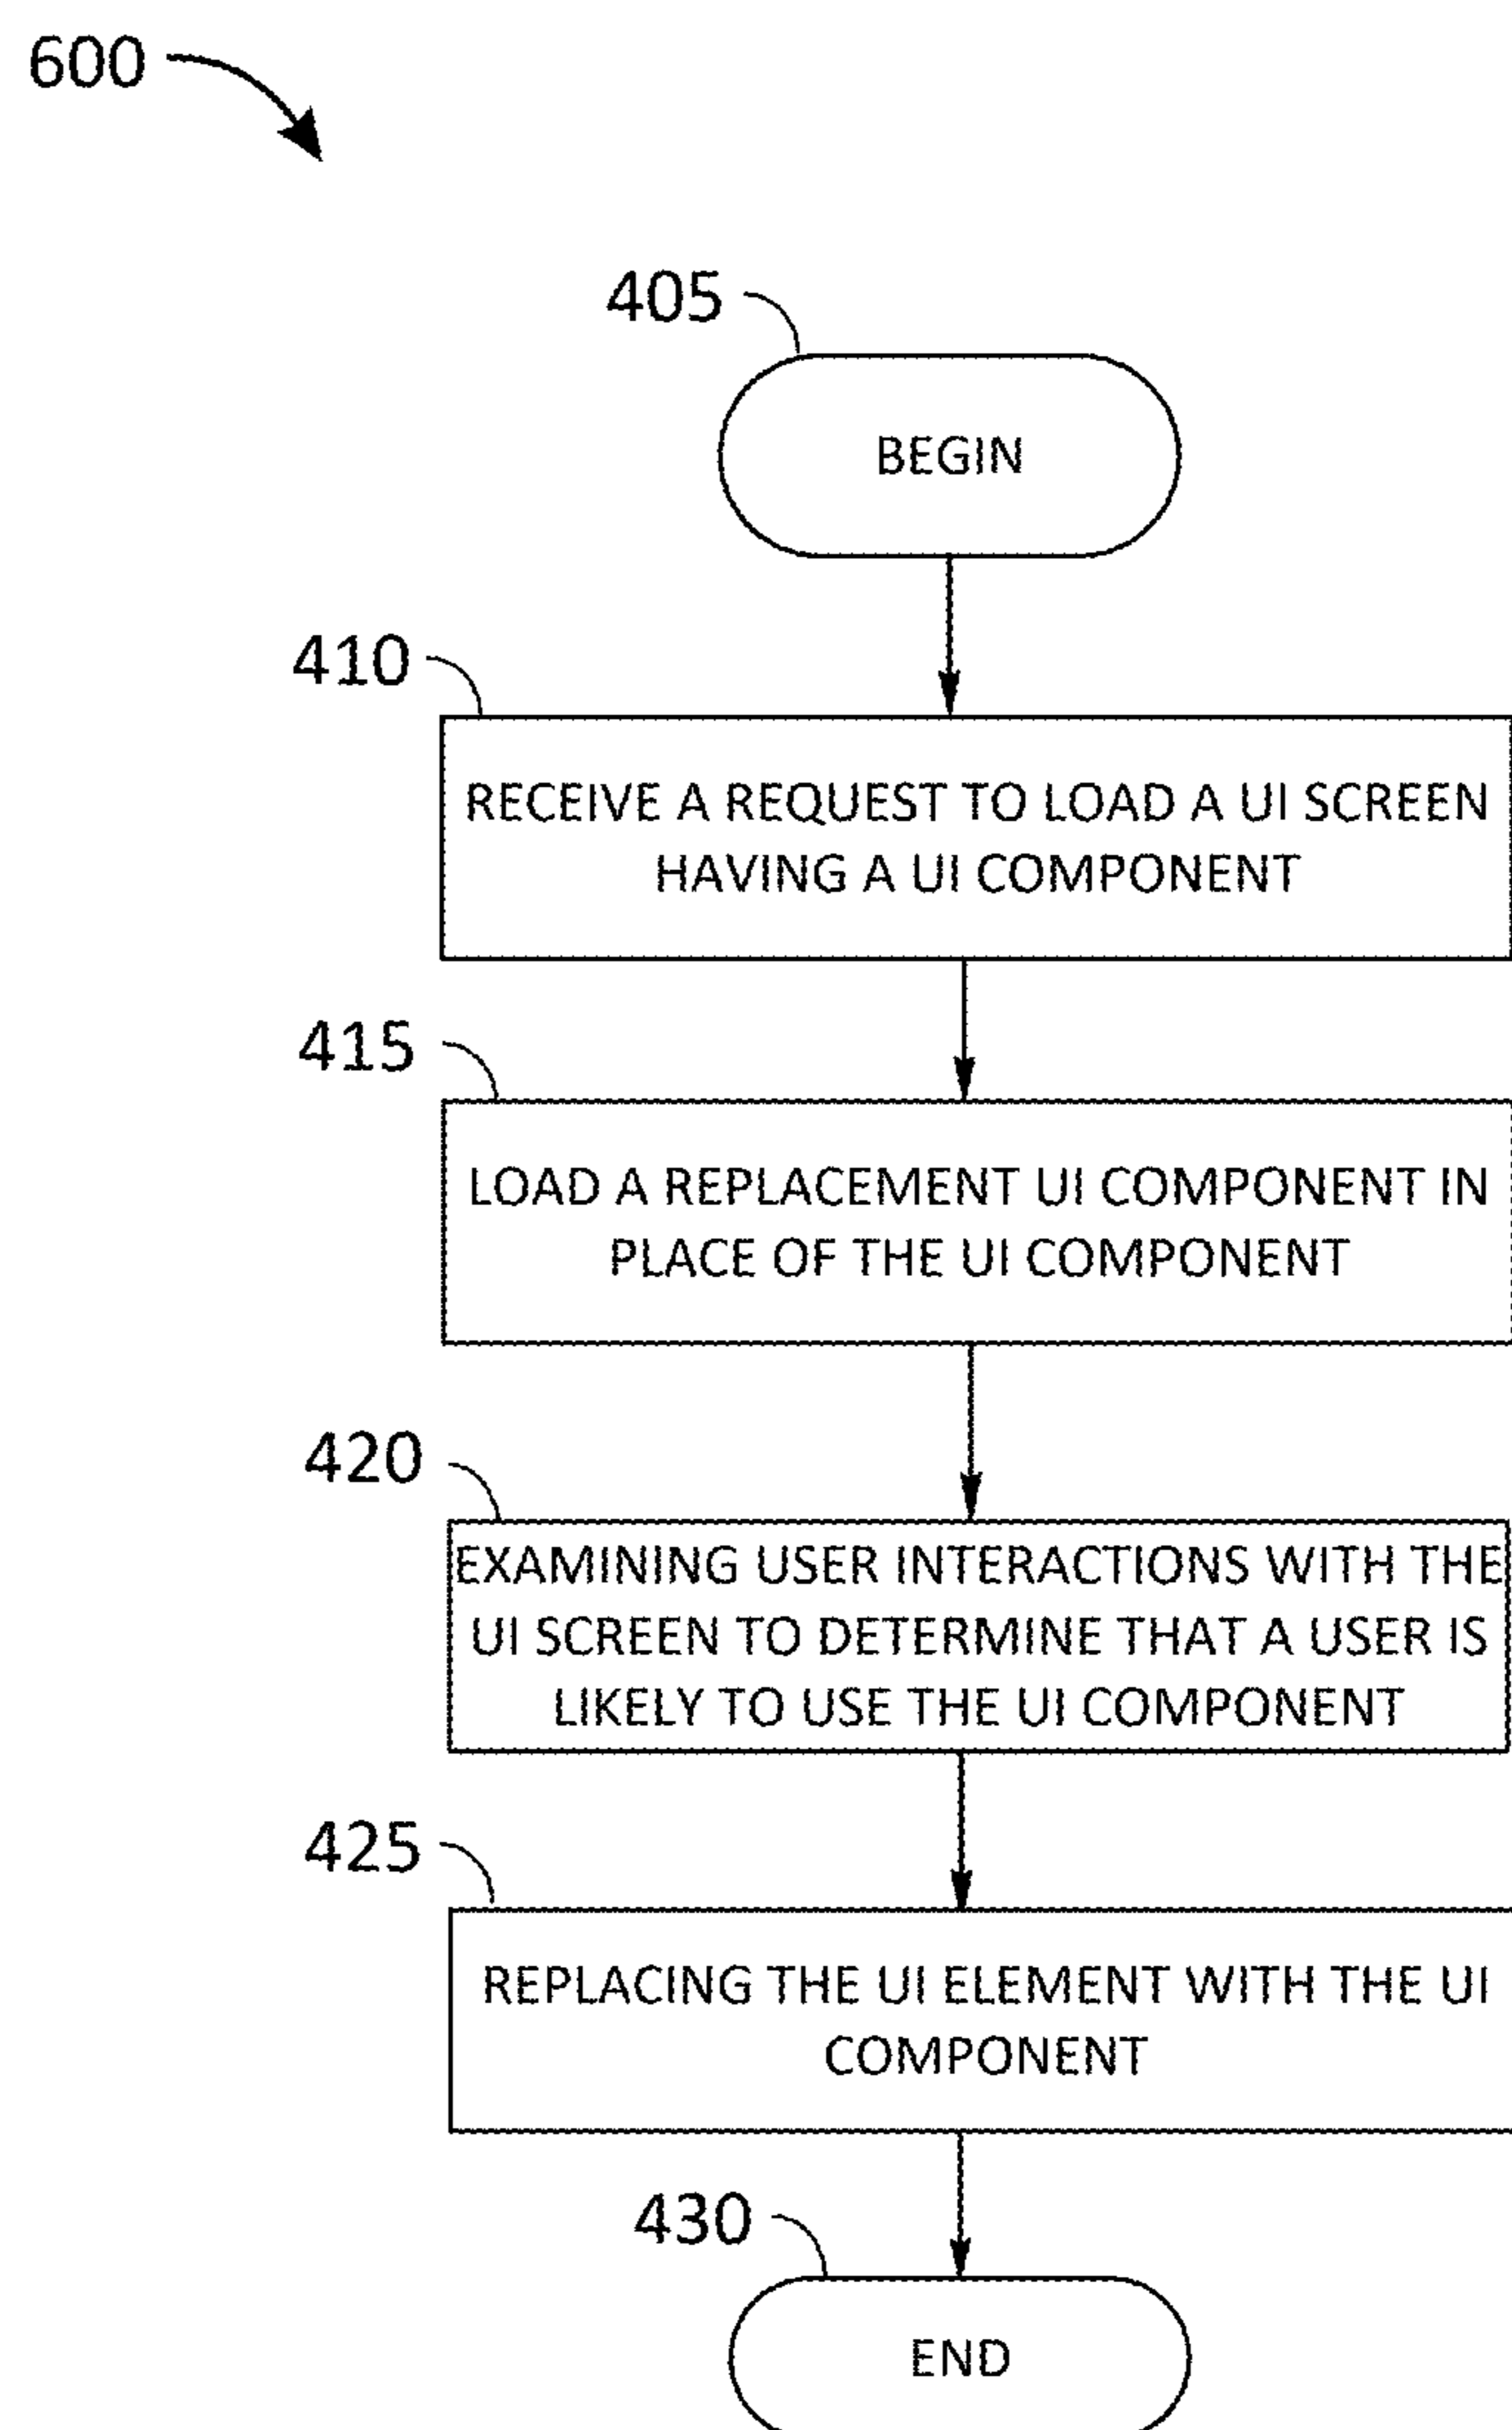 600
405
BEGIN
410
RECEIVE A REQUEST TO LOAD A UI SCREEN
HAVING A UI COMPONENT
415
LOAD A REPLACEMENT UI COMPONENT IN
PLACE OF THE UI COMPONENT
420
EXAMINING USER INTERACTIONS WITH THE
UI SCREEN TO DETERMINE THAT A USER IS
LIKELY TO USE THE UI COMPONENT
425
REPLACING THE UI ELEMENT WITH THE UI
COMPONENT
430
END